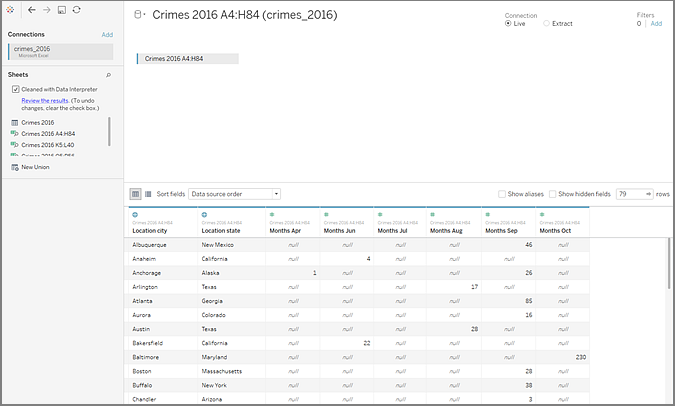 Connections Add
crimes_2016
Microsoft Excel
Sheets
Cleaned with Data Interpreter
Review the results. (To undo
changes, clear the check box.)
Crimes 2016
Crimes 2016 A4:H84
Crimes 2016 K5:L40
New Union
Crimes 2016 A4:H84 (crimes_2016)
Connection
Live Extract
Filters
0 Add
Crimes 2016 A4:H84
Sort fields Data source order Show aliases Show hidden fields 79 rows
Crimes 2016 A4:H84 Crimes 2016 A4:H84 Crimes 2016 A4:H84 Crimes 2016 A4:H84 Crimes 2016 A4:H84 Crimes 2016 A4:H84 Crimes 2016 A4:H84 Crimes 2016 A4:H84
Location city Location state Months Apr Months Jun Months Jul Months Aug Months Sep Months Oct
Albuquerque New Mexico null null null null 46 null
Anaheim California null 4 null null null null
Anchorage Alaska 1 null null null 26 null
Arlington Texas null null null 17 null null
Atlanta Georgia null null null null 85 null
Aurora Colorado null null null null 16 null
Austin Texas null null null 28 null null
Bakersfield California null 22 null null null null
Baltimore Maryland null null null null null 230
Boston Massachusetts null null null null 28 null
Buffalo New York null null null null 38 null
Chandler Arizona null null null null 3 null